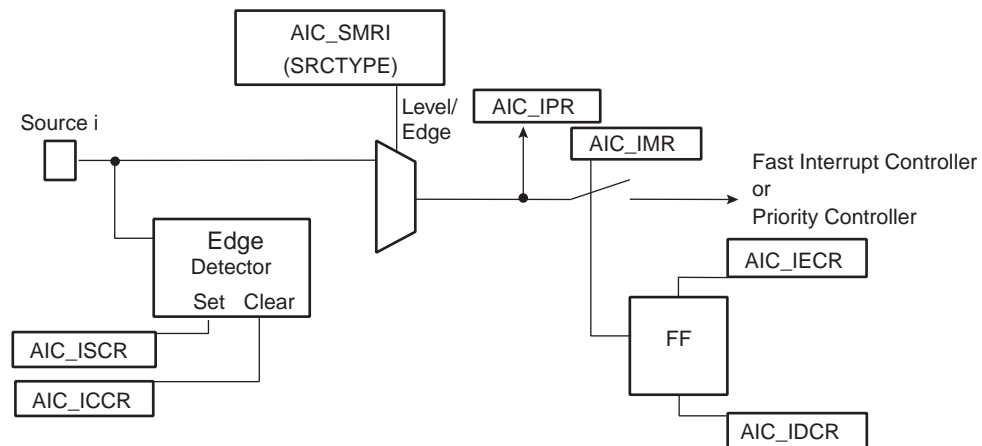 AIC_SMRI
(SRCTYPE)
Level/
Edge
AIC_IPR
Source i
AIC_IMR
Fast Interrupt Controller
or
Priority Controller
Edge
Detector
Set Clear
AIC_IECR
FF
AIC_ISCR
AIC_ICCR
AIC_IDCR